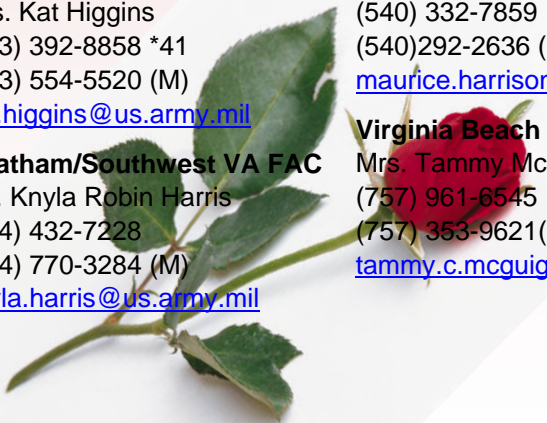 s. Kat Higgins
3) 392-8858 *41
3) 554-5520 (M)
.higgins@us.army.mil
atham/Southwest VA FAC
. Knyla Robin Harris
4) 432-7228
4) 770-3284 (M)
la.harris@us.army.mil
(540) 332-7859
(540)292-2636 (
maurice.harrison
Virginia Beach
Mrs. Tammy Mc
(757) 961-6545
(757) 353-9621(
tammy.c.mcguig